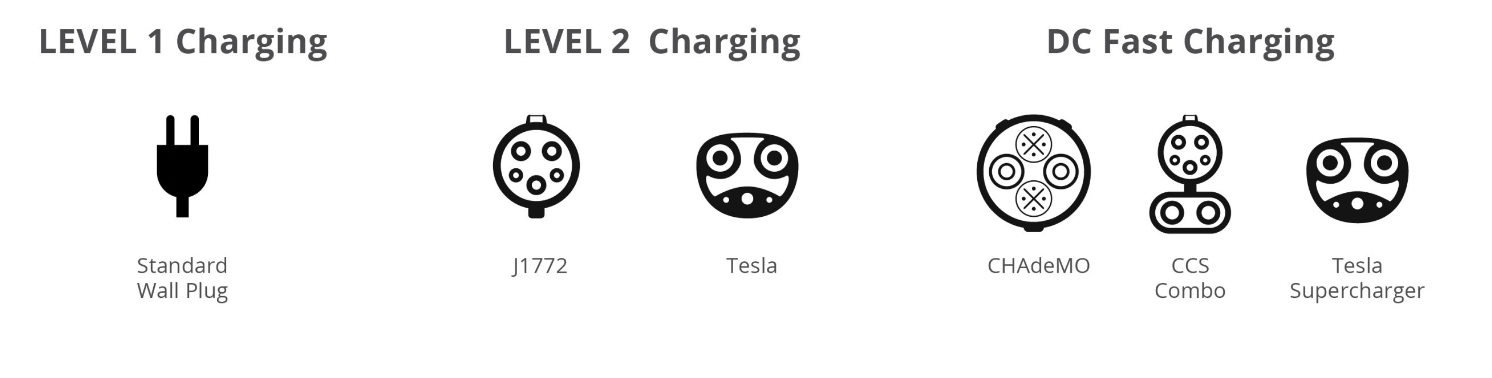 LEVEL 1 Charging
LEVEL 2 Charging
DC Fast Charging
Standard
Wall Plug
J1772
Tesla
CHAdeMO
CCS
Combo
Tesla
Supercharger